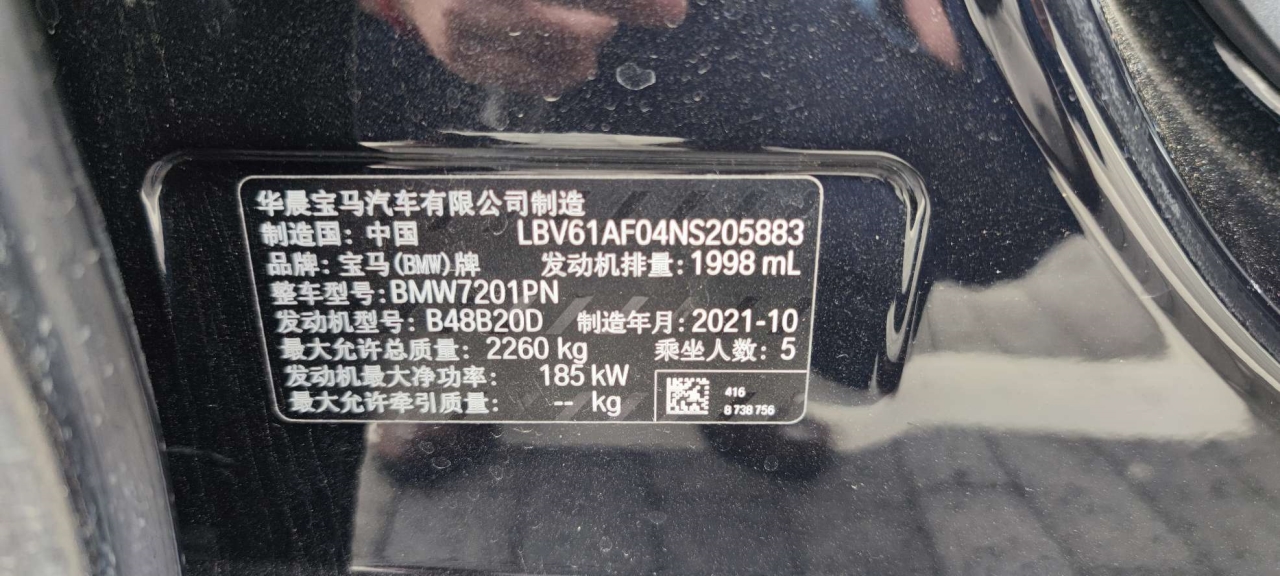 华晨宝马汽车有限公司制造
制造国: 中国 LBV61AF04NS205883
品牌: 宝马(BMW)牌 发动机排量: 1998 mL
整车型号: BMW7201PN
发动机型号: B48B20D 制造年月: 2021-10
最大允许总质量: 2260 kg 乘坐人数: 5
发动机最大净功率: 185 kW
最大允许牵引质量: -- kg
416
8 738 756